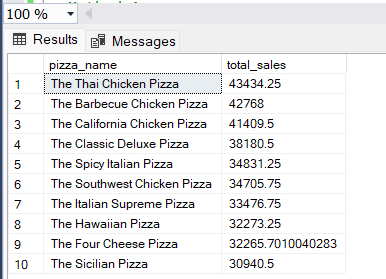 100 %
Results Messages
pizza_name total_sales
1 The Thai Chicken Pizza 43434.25
2 The Barbecue Chicken Pizza 42768
3 The California Chicken Pizza 41409.5
4 The Classic Deluxe Pizza 38180.5
5 The Spicy Italian Pizza 34831.25
6 The Southwest Chicken Pizza 34705.75
7 The Italian Supreme Pizza 33476.75
8 The Hawaiian Pizza 32273.25
9 The Four Cheese Pizza 32265.7010040283
10 The Sicilian Pizza 30940.5